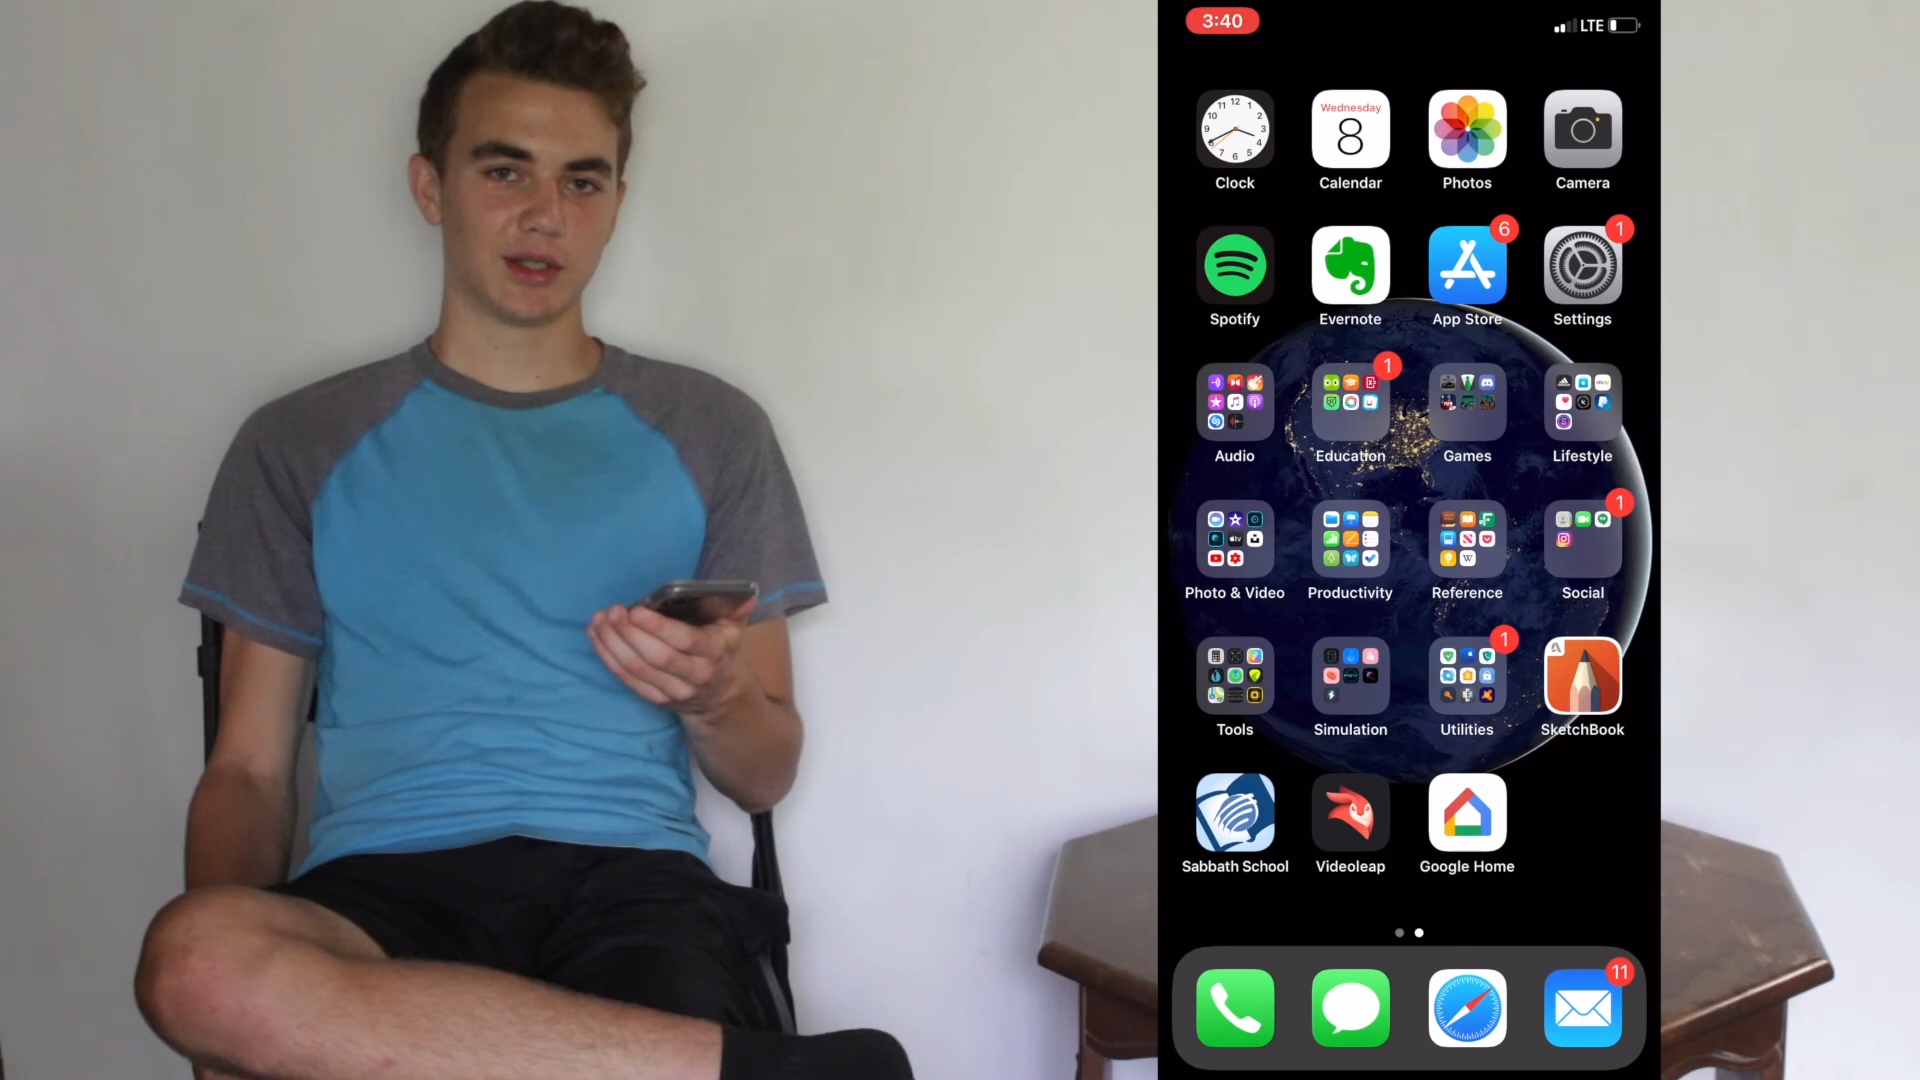 3:40 LTE
Wednesday
8
Clock Calendar Photos Camera
6 1
Spotify Evernote App Store Settings
1
Audio Education Games Lifestyle
1
Photo & Video Productivity Reference Social
1
Tools Simulation Utilities SketchBook
Sabbath School Videoleap Google Home
11